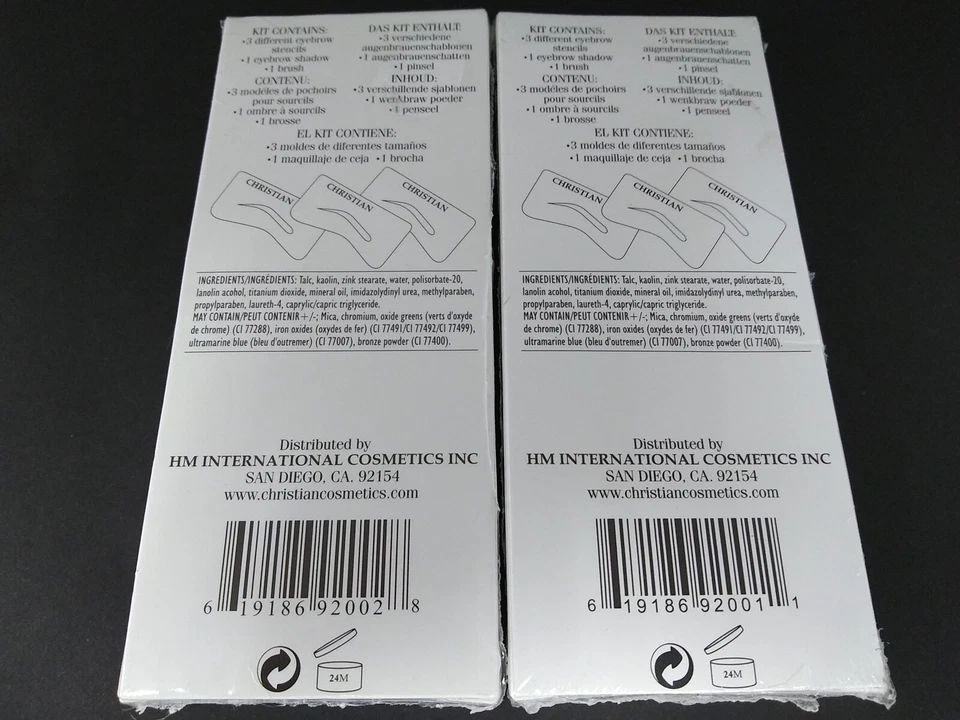 KIT CONTAINS:
•3 different eyebrow
stencils
•1 eyebrow shadow
•1 brush
CONTENU:
•3 modéles de pochoirs
pour sourcils
•1 ombre à sourcils
•1 brosse
DAS KIT ENTHALT:
•3 verschiedene
augenbrauenschablonen
•1 augenbrauenschatten
•1 pinsel
INHOUD:
•3 verschillende sjablonen
•1 wenkbraw poeder
•1 penseel
EL KIT CONTIENE:
•3 moldes de diferentes tamaños
•1 maquillaje de ceja •1 brocha
CHRISTIAN
CHRISTIAN
CHRISTIAN
INGREDIENTS/INGRÉDIENTS: Talc, kaolin, zink stearate, water, polisorbate-20,
lanolin acohol, titanium dioxide, mineral oil, imidazolydinyl urea, methylparaben,
propylparaben, laureth-4, caprylic/capric triglyceride.
MAY CONTAIN/PEUT CONTENIR+/-; Mica, chromium, oxide greens (verts d'oxyde
de chrome) (CI 77288), iron oxides (oxydes de fer) (CI 77491/CI 77492/CI 77499),
ultramarine blue (bleu d'outremer) (CI 77007), bronze powder (CI 77400).
Distributed by
HM INTERNATIONAL COSMETICS INC
SAN DIEGO, CA. 92154
www.christiancosmetics.com
6 19186 92002 8
24M
KIT CONTAINS:
•3 different eyebrow
stencils
•1 eyebrow shadow
•1 brush
CONTENU:
•3 modéles de pochoirs
pour sourcils
•1 ombre à sourcils
•1 brosse
DAS KIT ENTHALT:
•3 verschiedene
augenbrauenschablonen
•1 augenbrauenschatten
•1 pinsel
INHOUD:
•3 verschillende sjablonen
•1 wenkbraw poeder
•1 penseel
EL KIT CONTIENE:
•3 moldes de diferentes tamaños
•1 maquillaje de ceja •1 brocha
CHRISTIAN
CHRISTIAN
CHRISTIAN
INGREDIENTS/INGRÉDIENTS: Talc, kaolin, zink stearate, water, polisorbate-20,
lanolin acohol, titanium dioxide, mineral oil, imidazolydinyl urea, methylparaben,
propylparaben, laureth-4, caprylic/capric triglyceride.
MAY CONTAIN/PEUT CONTENIR+/-; Mica, chromium, oxide greens (verts d'oxyde
de chrome) (CI 77288), iron oxides (oxydes de fer) (CI 77491/CI 77492/CI 77499),
ultramarine blue (bleu d'outremer) (CI 77007), bronze powder (CI 77400).
Distributed by
HM INTERNATIONAL COSMETICS INC
SAN DIEGO, CA. 92154
www.christiancosmetics.com
6 19186 92001 1
24M